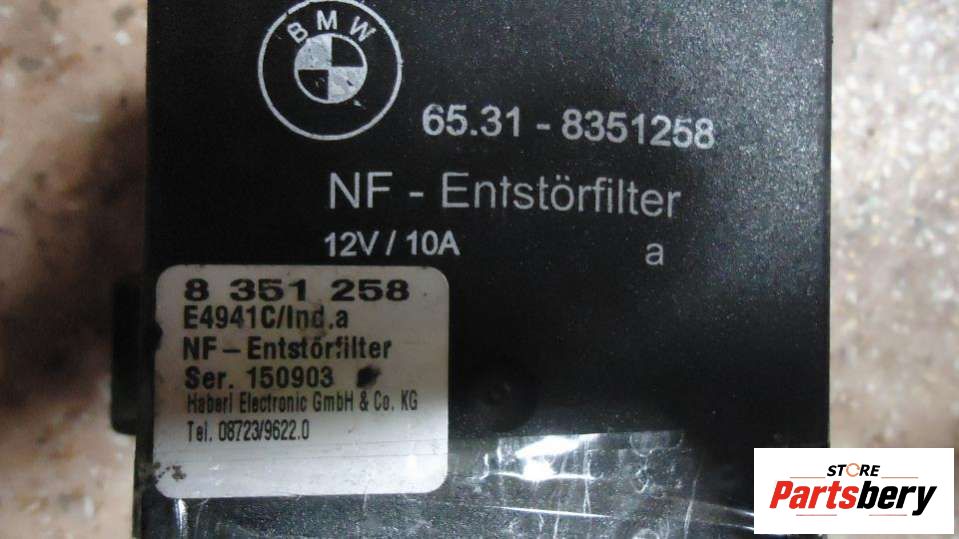 BMW
65.31 - 8351258
NF - Entstörfilter
12V / 10A a
8 351 258
E4941C/Ind.a
NF – Entstörfilter
Ser. 150903
Haberl Electronic GmbH & Co. KG
Tel. 08723/9622.0
STORE
Partsbery